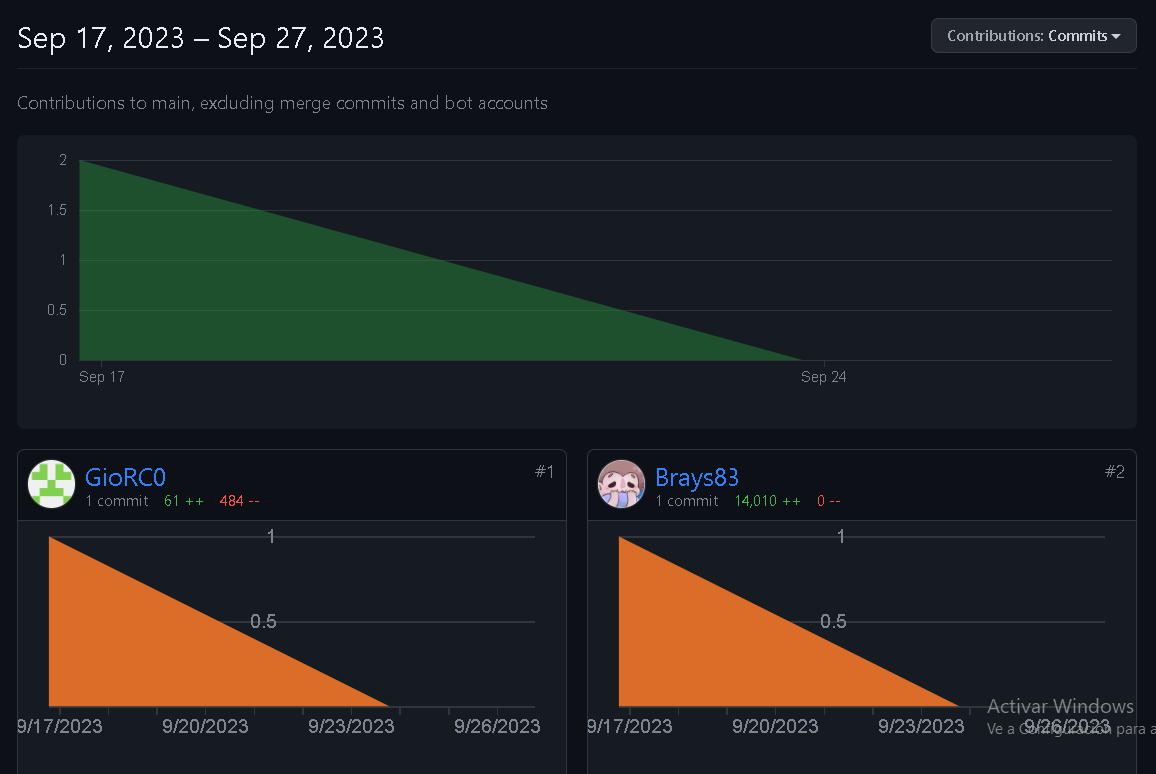 Sep 17, 2023 – Sep 27, 2023
Contributions: Commits
Contributions to main, excluding merge commits and bot accounts
2
1.5
1
0.5
0
Sep 17
Sep 24
GioRC0
#1
1 commit 61 ++ 484 --
1
0.5
9/17/2023 9/20/2023 9/23/2023 9/26/2023
Brays83
#2
1 commit 14,010 ++ 0 --
1
0.5
9/17/2023 9/20/2023 9/23/2023 9/26/2023
Activar Windows
Ve a Configuración para a